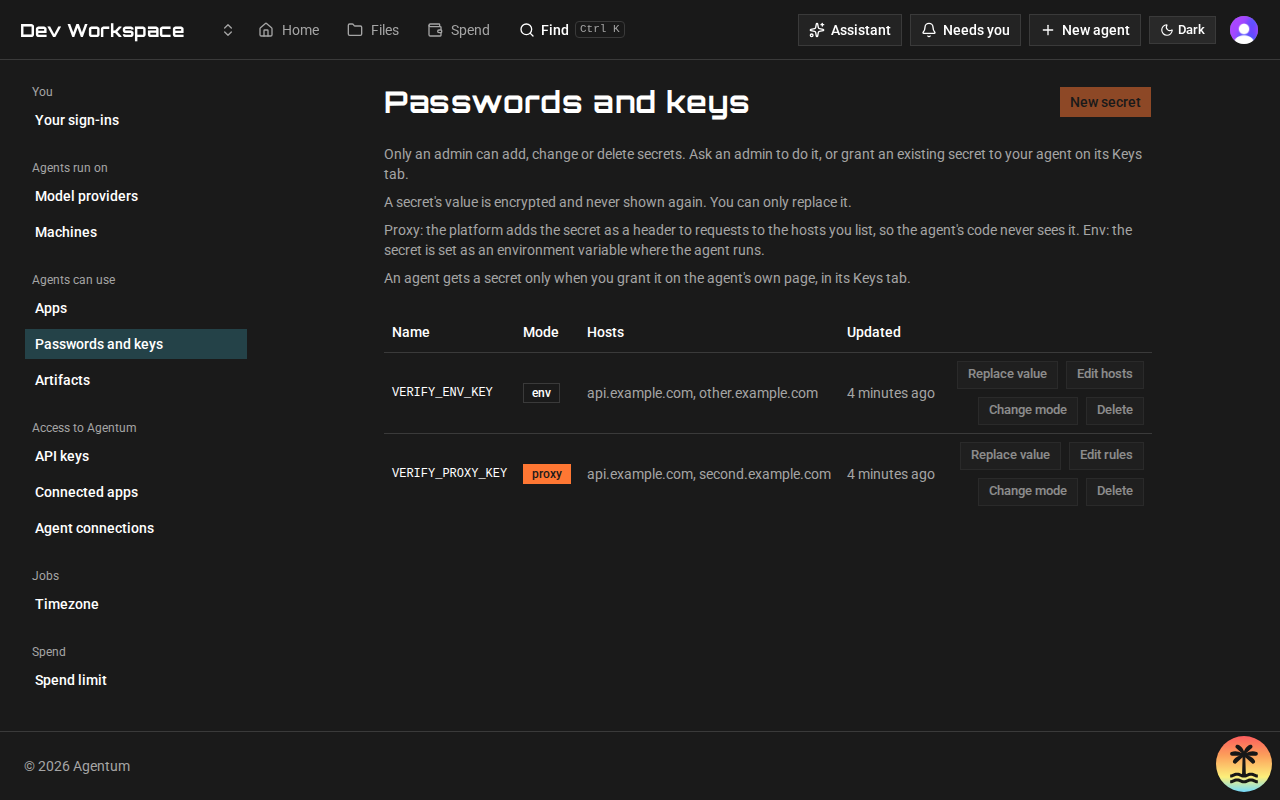 Dev Workspace
Home
Files
Spend
Find
Ctrl K
Assistant
Needs you
New agent
Dark
You
Your sign-ins
Agents run on
Model providers
Machines
Agents can use
Apps
Passwords and keys
Artifacts
Access to Agentum
API keys
Connected apps
Agent connections
Jobs
Timezone
Spend
Spend limit
Passwords and keys
New secret
Only an admin can add, change or delete secrets. Ask an admin to do it, or grant an existing secret to your agent on its Keys
tab.
A secret's value is encrypted and never shown again. You can only replace it.
Proxy: the platform adds the secret as a header to requests to the hosts you list, so the agent's code never sees it. Env: the
secret is set as an environment variable where the agent runs.
An agent gets a secret only when you grant it on the agent's own page, in its Keys tab.
Name Mode Hosts Updated
VERIFY_ENV_KEY env api.example.com, other.example.com 4 minutes ago
Replace value Edit hosts
Change mode Delete
VERIFY_PROXY_KEY proxy api.example.com, second.example.com 4 minutes ago
Replace value Edit rules
Change mode Delete
© 2026 Agentum